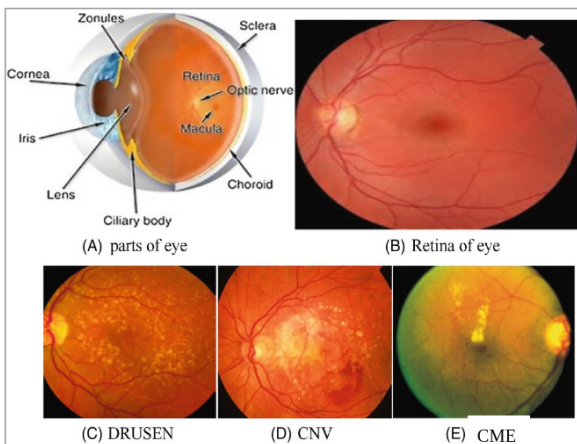 Zonules
Sclera
Cornea
Retina
Optic nerve
Macula
Iris
Lens
Choroid
Ciliary body
(A) parts of eye
(B) Retina of eye
(C) DRUSEN
(D) CNV
(E) CME